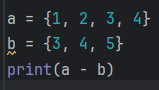 a = {1, 2, 3, 4}
b = {3, 4, 5}
print(a - b)